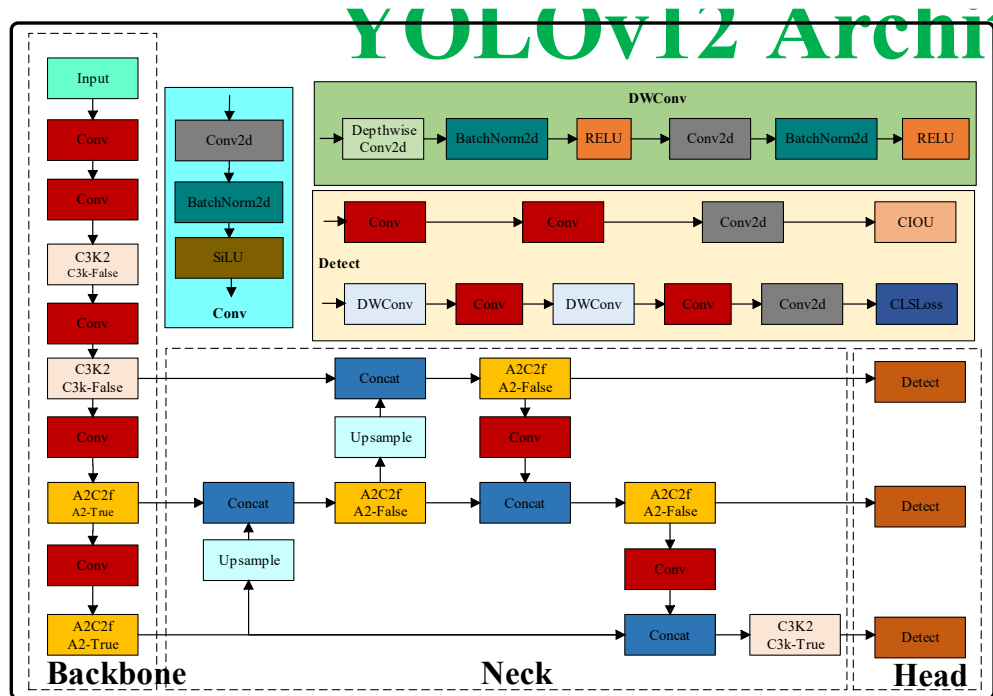 YOLOv12 Archi
Input
Conv
Conv
C3K2
C3k-False
Conv
C3K2
C3k-False
Conv
A2C2f
A2-True
Conv
A2C2f
A2-True
Backbone
Conv2d
BatchNorm2d
SiLU
Conv
DWConv
Depthwise
Conv2d
BatchNorm2d
RELU
Conv2d
BatchNorm2d
RELU
Conv
Conv
Conv2d
CIOU
Detect
DWConv
Conv
DWConv
Conv
Conv2d
CLSLoss
Concat
A2C2f
A2-False
Upsample
Conv
Concat
A2C2f
A2-False
Concat
A2C2f
A2-False
Upsample
Conv
Concat
C3K2
C3k-True
Neck
Detect
Detect
Detect
Head